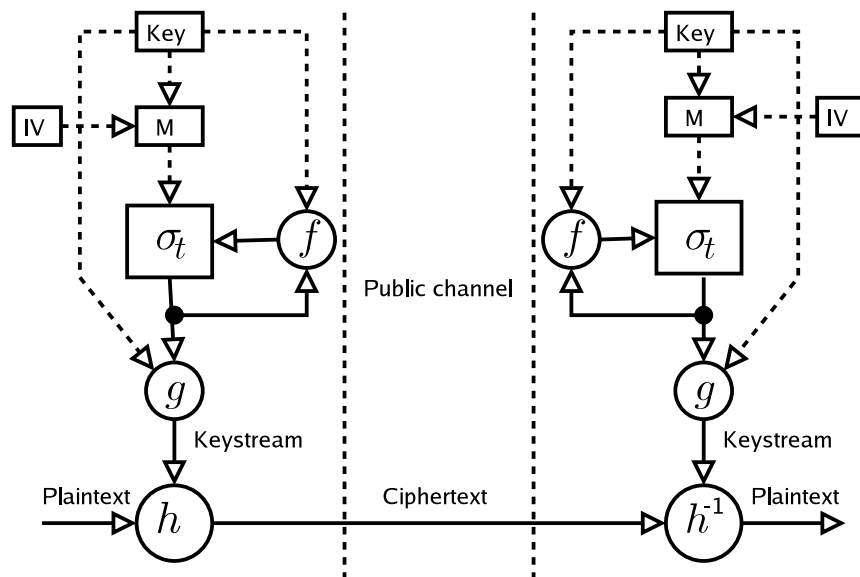 Key
Key
IV
M
M
IV
σt
f
f
σt
Public channel
g
g
Keystream
Keystream
Plaintext
Ciphertext
Plaintext
h
h-1